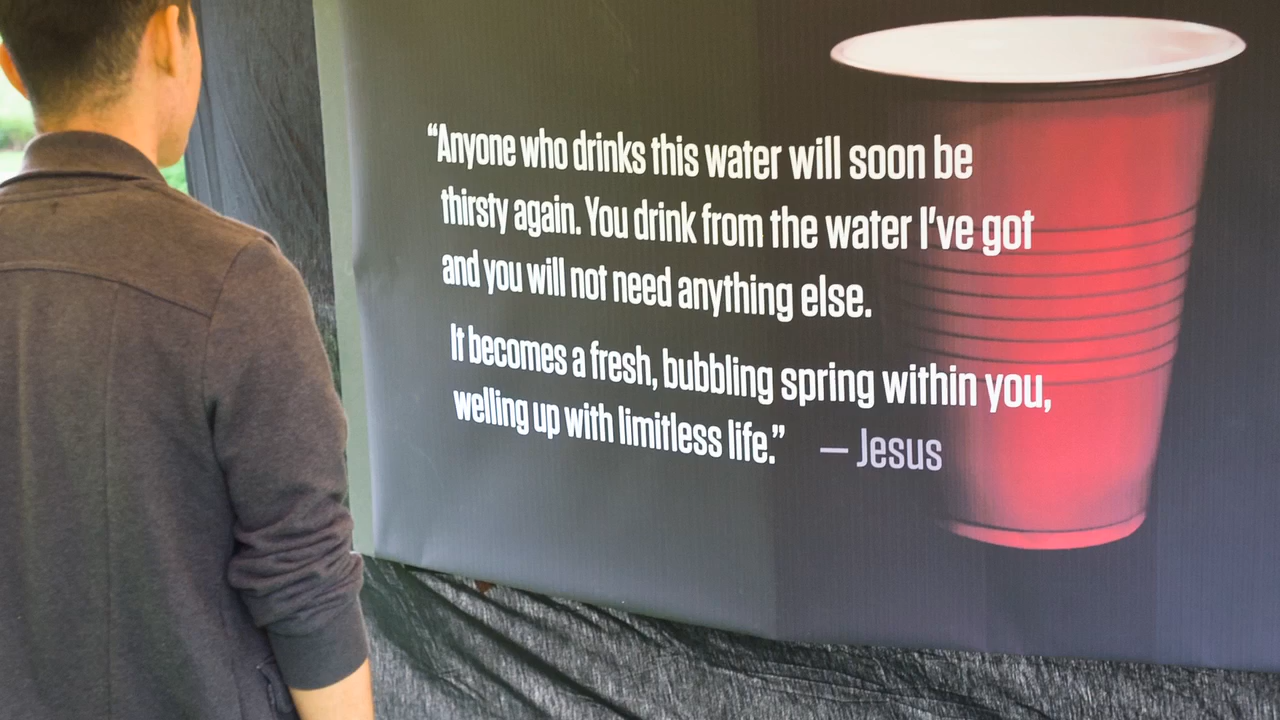 “Anyone who drinks this water will soon be
thirsty again. You drink from the water I've got
and you will not need anything else.
It becomes a fresh, bubbling spring within you,
welling up with limitless life.” — Jesus